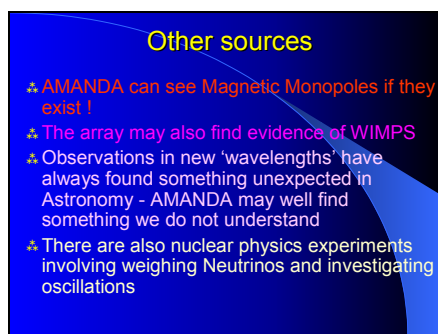 Other sources
⁂ AMANDA can see Magnetic Monopoles if they
exist !
⁂ The array may also find evidence of WIMPS
⁂ Observations in new ‘wavelengths’ have
always found something unexpected in
Astronomy - AMANDA may well find
something we do not understand
⁂ There are also nuclear physics experiments
involving weighing Neutrinos and investigating
oscillations